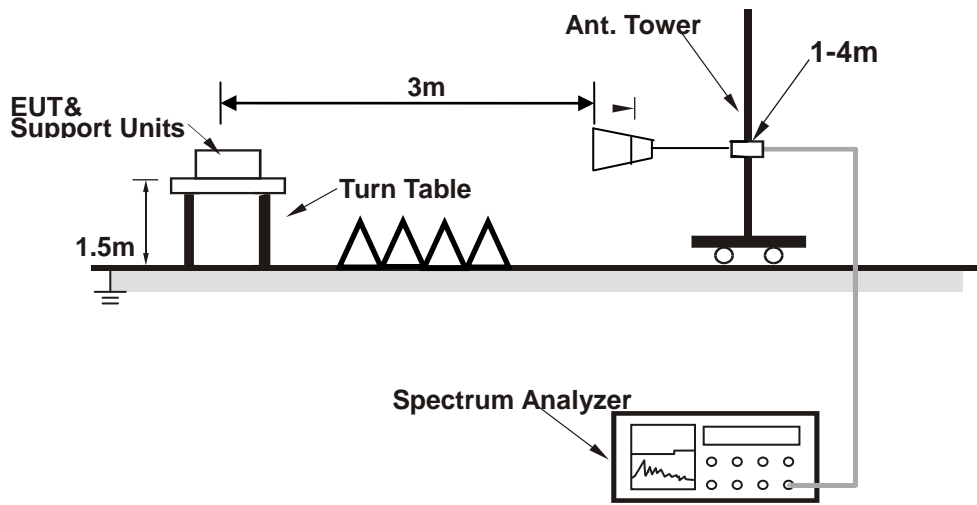 Ant. Tower
1-4m
3m
EUT&
Support Units
Turn Table
1.5m
Spectrum Analyzer